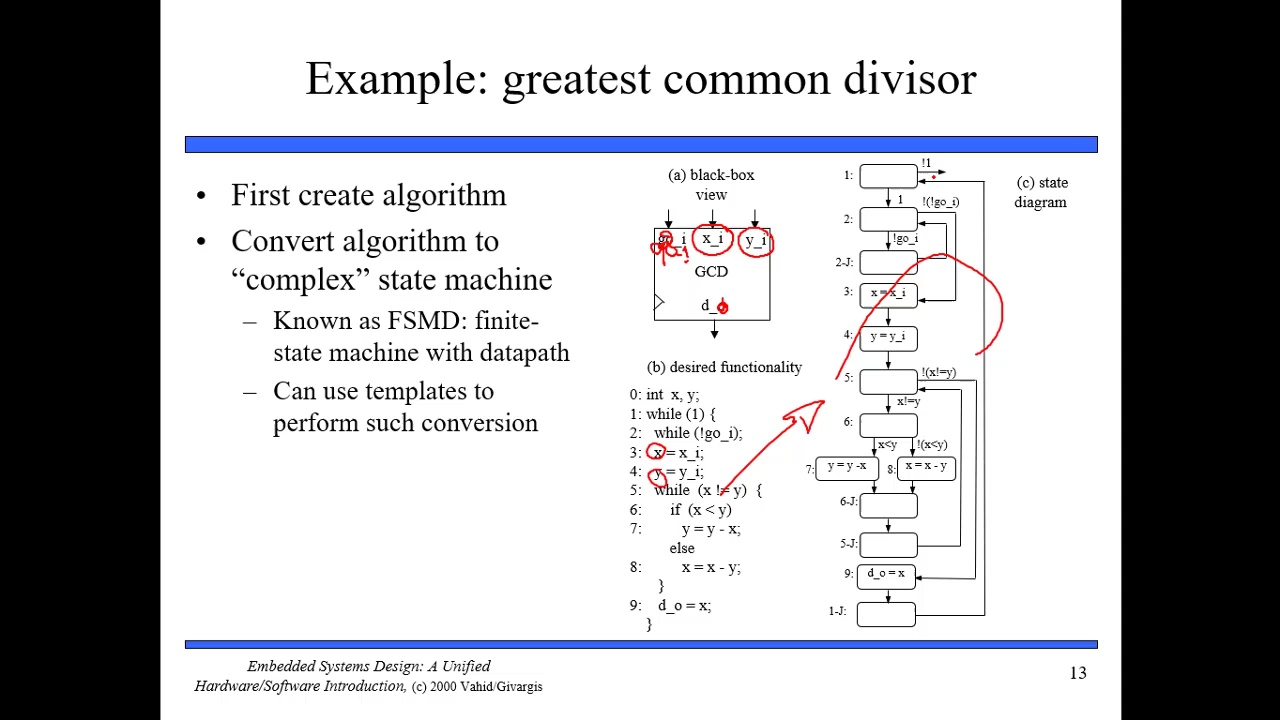 Example: greatest common divisor
• First create algorithm
• Convert algorithm to
“complex” state machine
– Known as FSMD: finite-
state machine with datapath
– Can use templates to
perform such conversion
(a) black-box
view
go_i x_i y_i
GCD
d_o
(b) desired functionality
0: int x, y;
1: while (1) {
2: while (!go_i);
3: x = x_i;
4: y = y_i;
5: while (x != y) {
6: if (x < y)
7: y = y - x;
else
8: x = x - y;
}
9: d_o = x;
}
(c) state
diagram
!1
1:
1 !(!go_i)
2:
!go_i
2-J:
3: x = x_i
4: y = y_i
5: !(x!=y)
x!=y
6:
x<y !(x<y)
7: y = y -x 8: x = x - y
6-J:
5-J:
9: d_o = x
1-J:
Embedded Systems Design: A Unified
Hardware/Software Introduction, (c) 2000 Vahid/Givargis
13